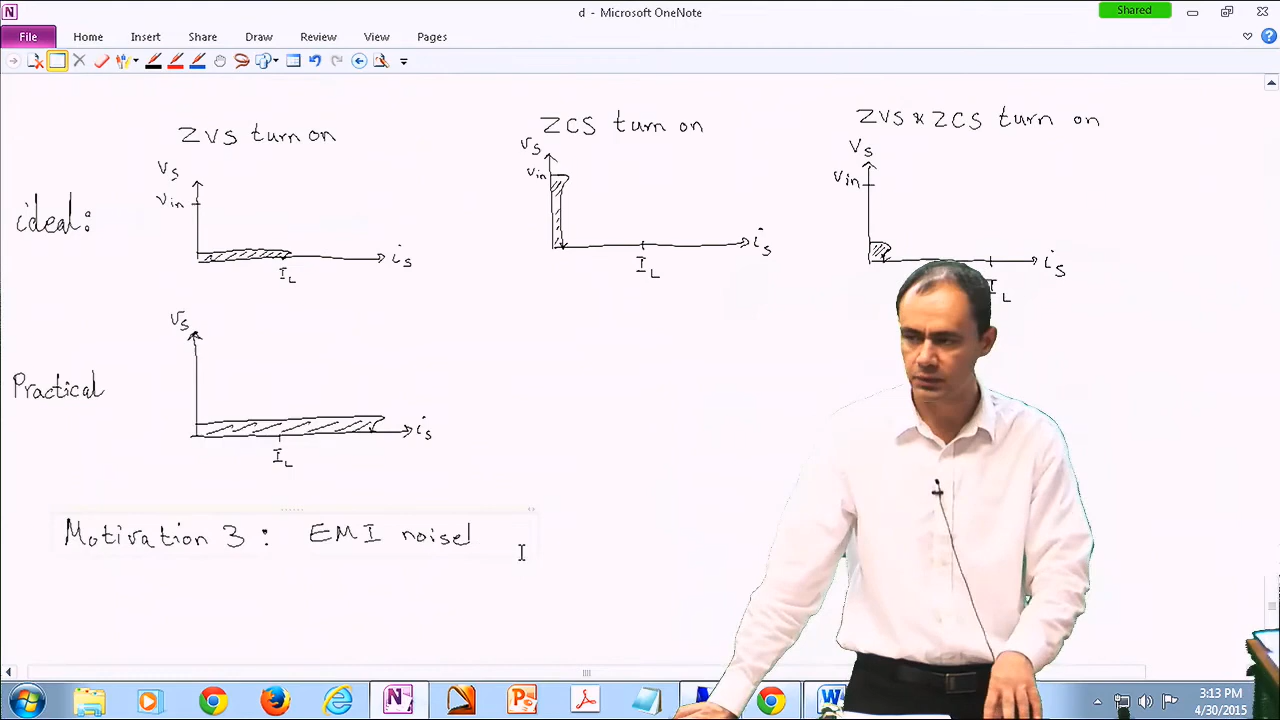 d - Microsoft OneNote
Shared
File Home Insert Share Draw Review View Pages
ZVS turn on
ZCS turn on
ZVS & ZCS turn on
ideal:
Vs
Vin
IL
is
Vs
Vin
IL
is
Vs
Vin
IL
is
Practical
Vs
IL
is
Motivation 3: EMI noise
3:13 PM
4/30/2015